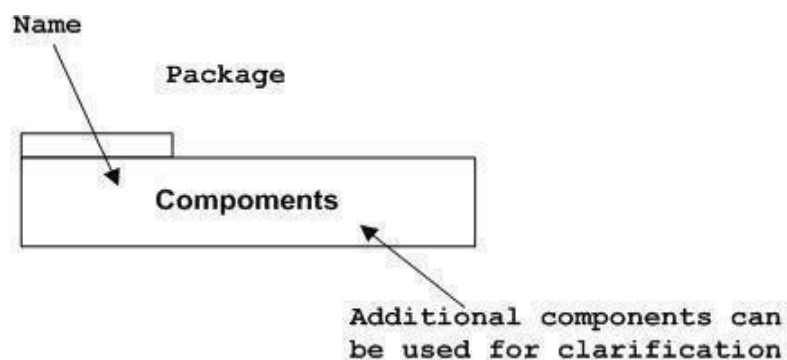 Name
Package
Compoments
Additional components can
be used for clarification